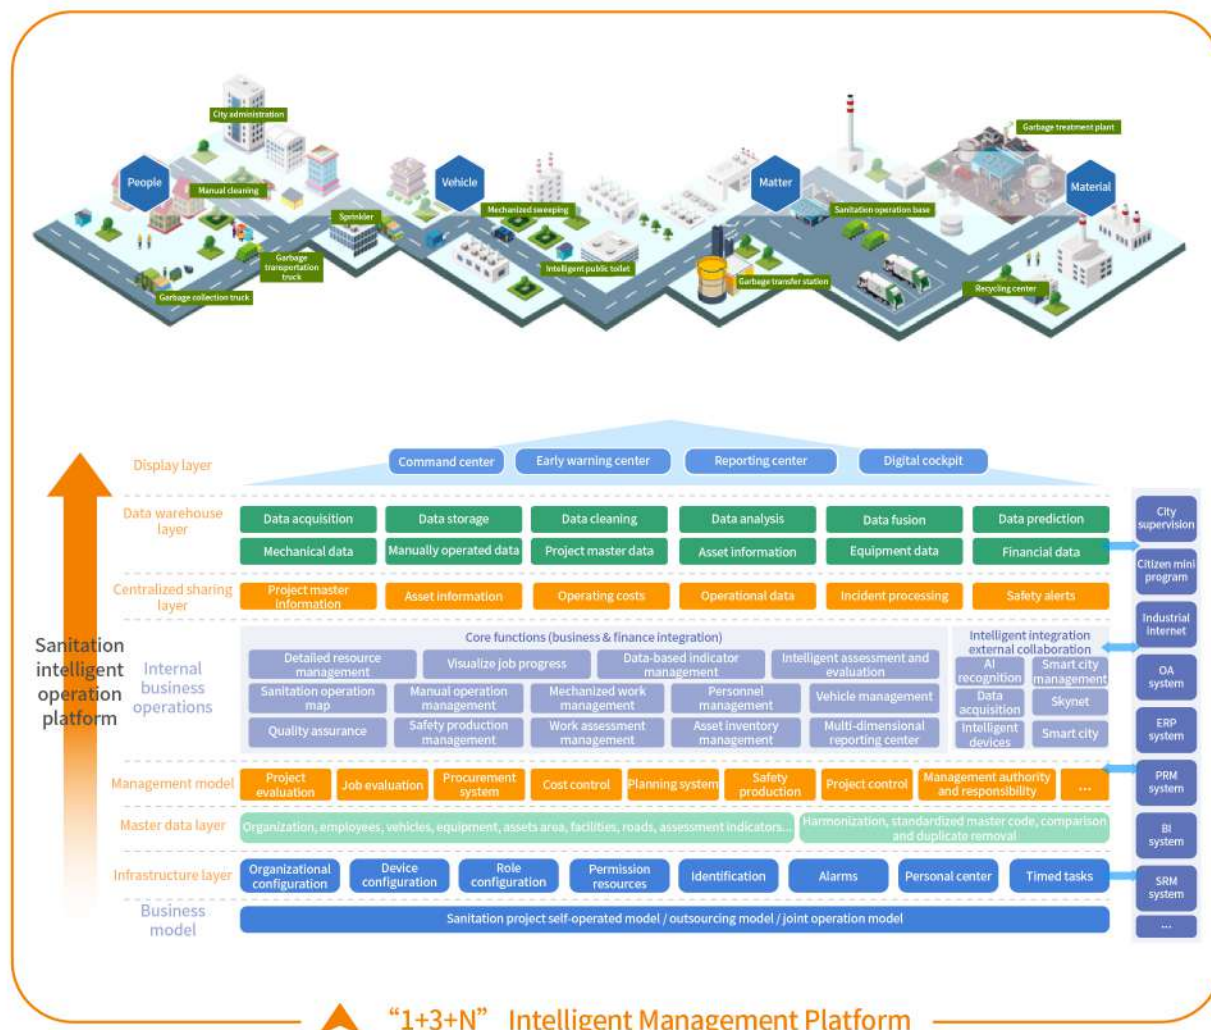 City administration
Garbage treatment plant
People
Vehicle
Matter
Material
Manual cleaning
Mechanized sweeping
Sanitation operation base
Sprinkler
Garbage
transportation
truck
Intelligent public toilet
Garbage transfer station
Recycling center
Garbage collection truck
Sanitation
intelligent
operation
platform
Display layer
Command center
Early warning center
Reporting center
Digital cockpit
Data warehouse
layer
Data acquisition
Data storage
Data cleaning
Data analysis
Data fusion
Data prediction
Mechanical data
Manually operated data
Project master data
Asset information
Equipment data
Financial data
Centralized sharing
layer
Project master
information
Asset information
Operating costs
Operational data
Incident processing
Safety alerts
Internal
business
operations
Core functions (business & finance integration)
Detailed resource
management
Visualize job progress
Data-based indicator
management
Intelligent assessment and
evaluation
Sanitation operation
map
Manual operation
management
Mechanized work
management
Personnel
management
Vehicle management
Quality assurance
Safety production
management
Work assessment
management
Asset inventory
management
Multi-dimensional
reporting center
Intelligent integration
external collaboration
AI
recognition
Smart city
management
Data
acquisition
Skynet
Intelligent
devices
Smart city
Management model
Project
evaluation
Job evaluation
Procurement
system
Cost control
Planning system
Safety
production
Project control
Management authority
and responsibility
...
Master data layer
Organization, employees, vehicles, equipment, assets area, facilities, roads, assessment indicators...
Harmonization, standardized master code, comparison
and duplicate removal
Infrastructure layer
Organizational
configuration
Device
configuration
Role
configuration
Permission
resources
Identification
Alarms
Personal center
Timed tasks
Business
model
Sanitation project self-operated model / outsourcing model / joint operation model
City
supervision
Citizen mini
program
Industrial
Internet
OA
system
ERP
system
PRM
system
BI
system
SRM
system
...
“1+3+N” Intelligent Management Platform